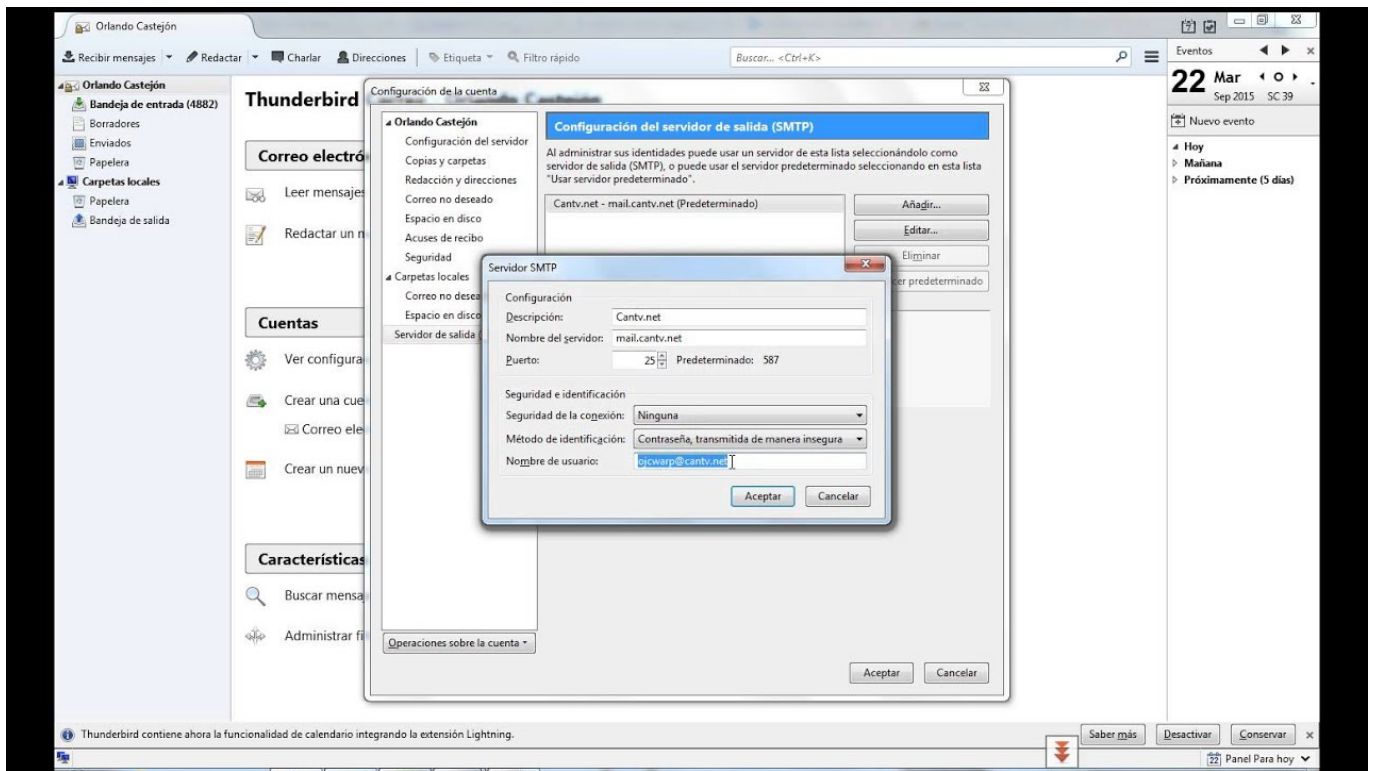 Orlando Castejón
Recibir mensajes
Redactar
Charlar
Direcciones
Etiqueta
Filtro rápido
Buscar... <Ctrl+K>
Eventos
22 Mar
Sep 2015 SC 39
Nuevo evento
Hoy
Mañana
Próximamente (5 días)
Orlando Castejón
Bandeja de entrada (4882)
Borradores
Enviados
Papelera
Carpetas locales
Papelera
Bandeja de salida
Thunderbird
Correo electró
Leer mensajes
Redactar un n
Cuentas
Ver configura
Crear una cue
Correo ele
Crear un nuev
Características
Buscar mensa
Administrar fi
Configuración de la cuenta
Orlando Castejón
Configuración del servidor
Copias y carpetas
Redacción y direcciones
Correo no deseado
Espacio en disco
Acuses de recibo
Seguridad
Carpetas locales
Correo no desea
Espacio en disco
Servidor de salida
Operaciones sobre la cuenta
Configuración del servidor de salida (SMTP)
Al administrar sus identidades puede usar un servidor de esta lista seleccionándolo como
servidor de salida (SMTP), o puede usar el servidor predeterminado seleccionando en esta lista
"Usar servidor predeterminado".
Cantv.net - mail.cantv.net (Predeterminado)
Añadir...
Editar...
Eliminar
cer predeterminado
Servidor SMTP
Configuración
Descripción: Cantv.net
Nombre del servidor: mail.cantv.net
Puerto: 25 Predeterminado: 587
Seguridad e identificación
Seguridad de la conexión: Ninguna
Método de identificación: Contraseña, transmitida de manera insegura
Nombre de usuario: ojcwarp@cantv.net
Aceptar Cancelar
Aceptar Cancelar
Thunderbird contiene ahora la funcionalidad de calendario integrando la extensión Lightning.
Saber más
Desactivar
Conservar
22 Panel Para hoy